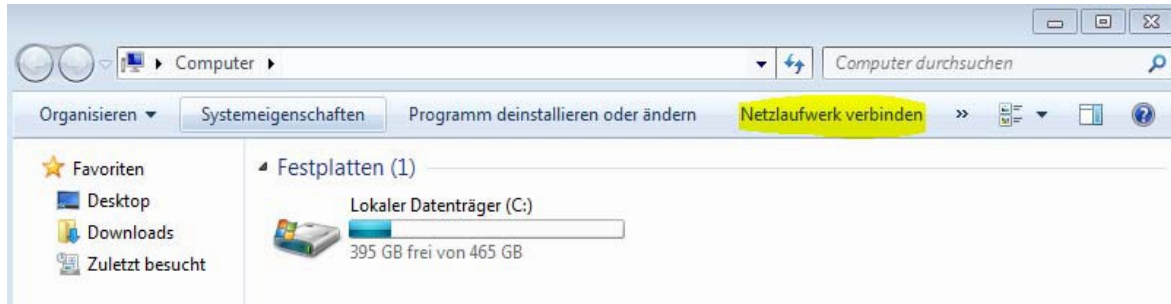 Computer
Computer durchsuchen
Organisieren Systemeigenschaften Programm deinstallieren oder ändern Netzlaufwerk verbinden »
Favoriten
Desktop
Downloads
Zuletzt besucht
Festplatten (1)
Lokaler Datenträger (C:)
395 GB frei von 465 GB